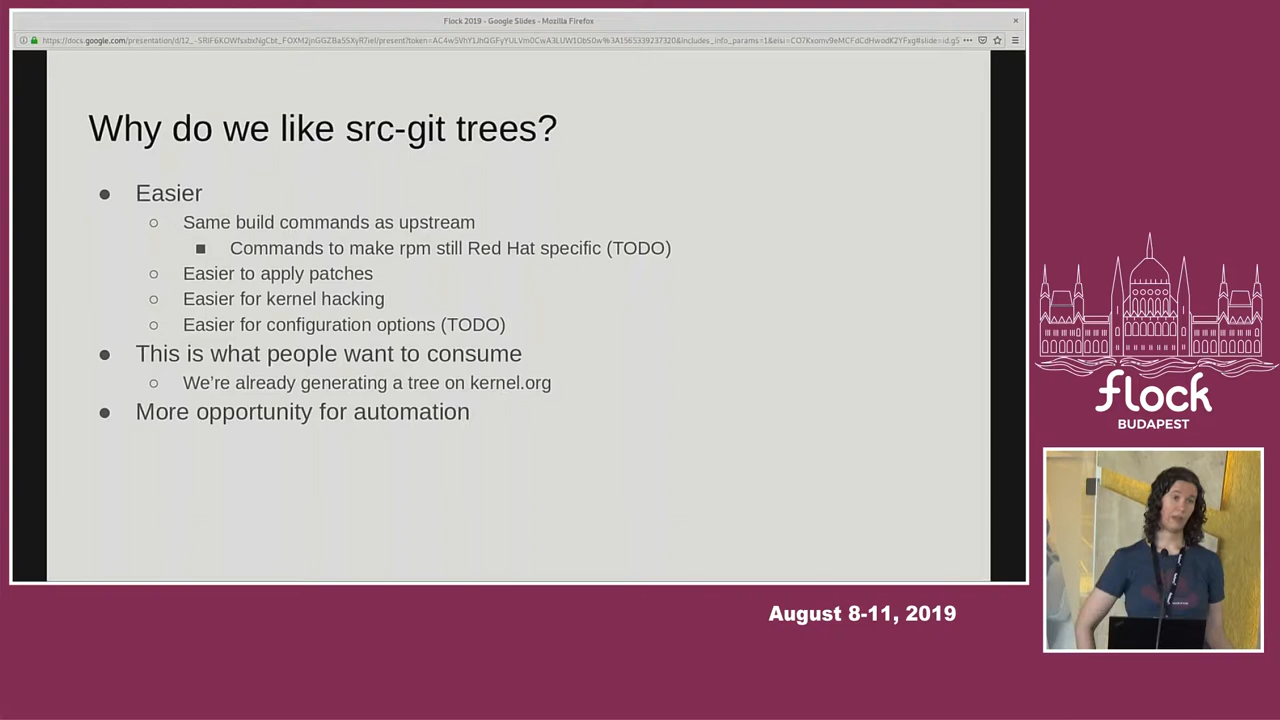 Flock 2019 - Google Slides - Mozilla Firefox
Why do we like src-git trees?
● Easier
○ Same build commands as upstream
■ Commands to make rpm still Red Hat specific (TODO)
○ Easier to apply patches
○ Easier for kernel hacking
○ Easier for configuration options (TODO)
● This is what people want to consume
○ We're already generating a tree on kernel.org
● More opportunity for automation
flock
BUDAPEST
August 8-11, 2019